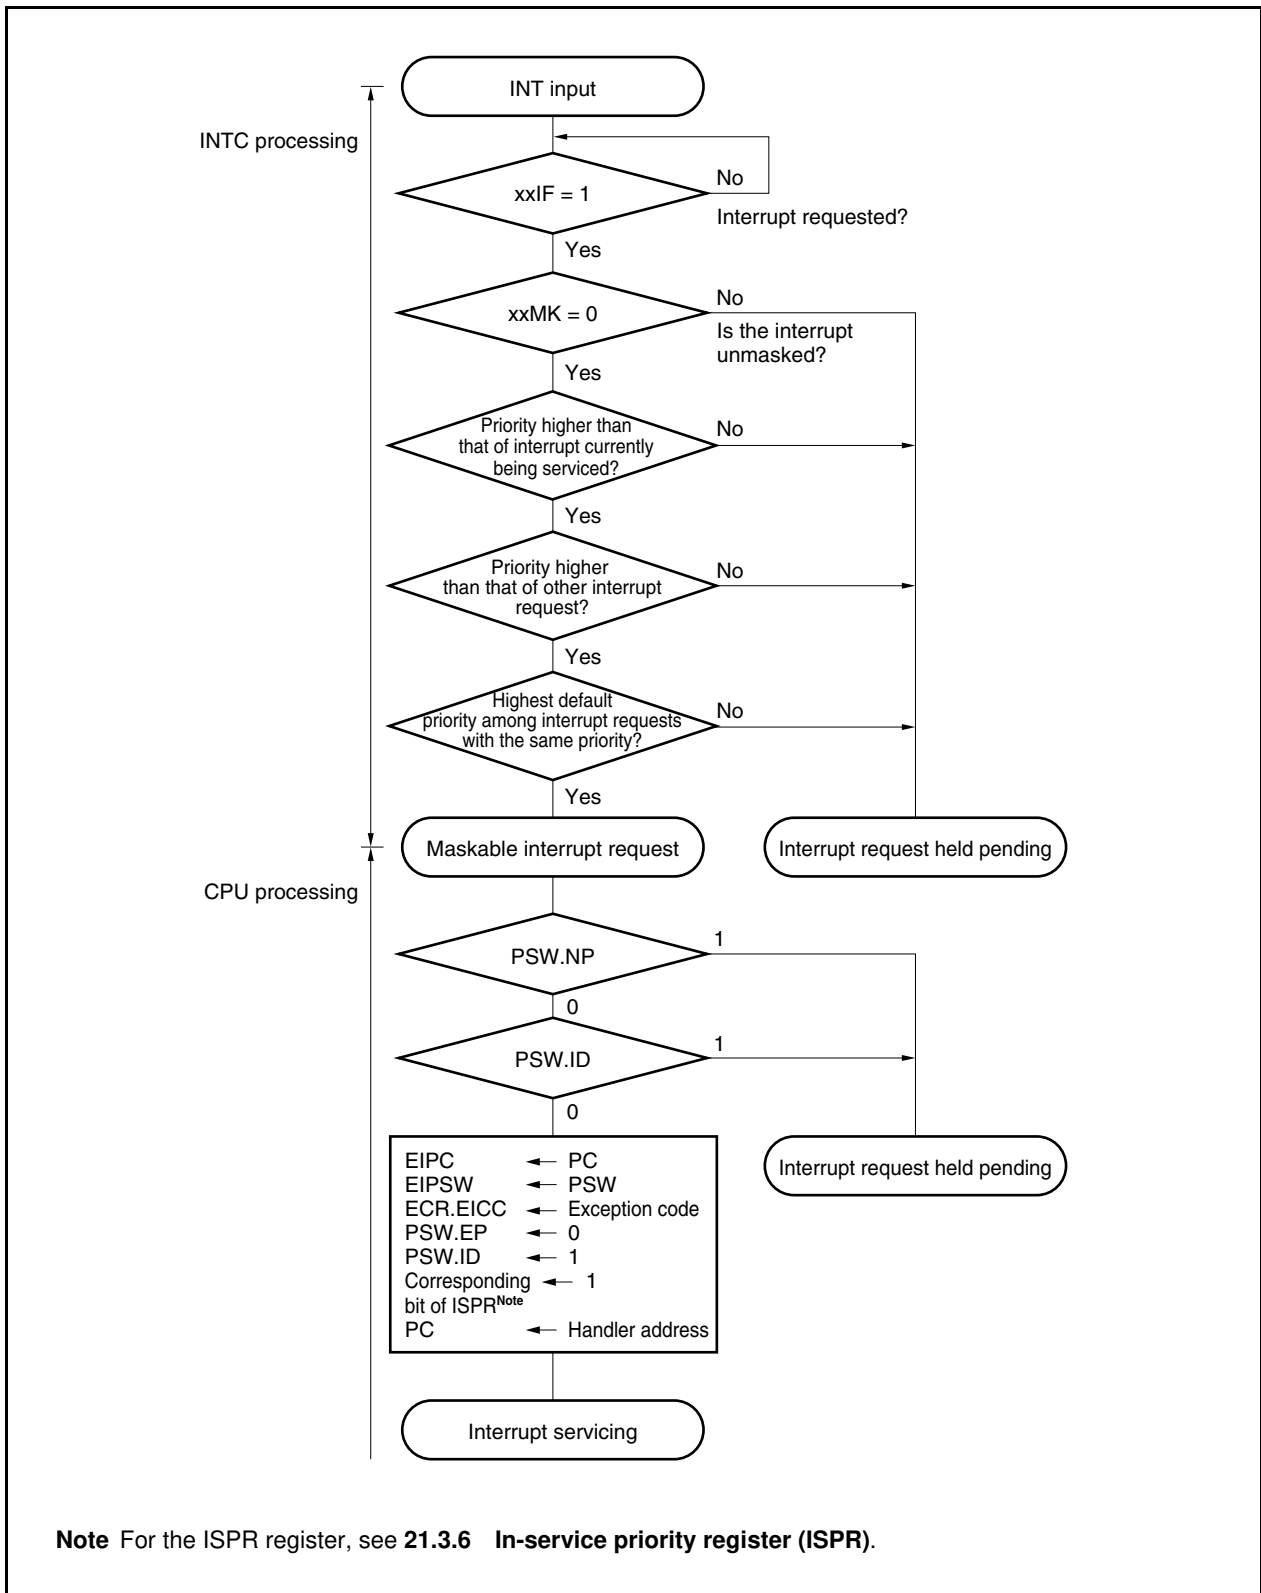 INT input
INTC processing
xxIF = 1
No
Interrupt requested?
Yes
xxMK = 0
No
Is the interrupt
unmasked?
Yes
Priority higher than
that of interrupt currently
being serviced?
No
Yes
Priority higher
than that of other interrupt
request?
No
Yes
Highest default
priority among interrupt requests
with the same priority?
No
Yes
Maskable interrupt request
Interrupt request held pending
CPU processing
PSW.NP
1
0
PSW.ID
1
0
EIPC ← PC
EIPSW ← PSW
ECR.EICC ← Exception code
PSW.EP ← 0
PSW.ID ← 1
Corresponding ← 1
bit of ISPRNote
PC ← Handler address
Interrupt request held pending
Interrupt servicing
Note For the ISPR register, see 21.3.6 In-service priority register (ISPR).